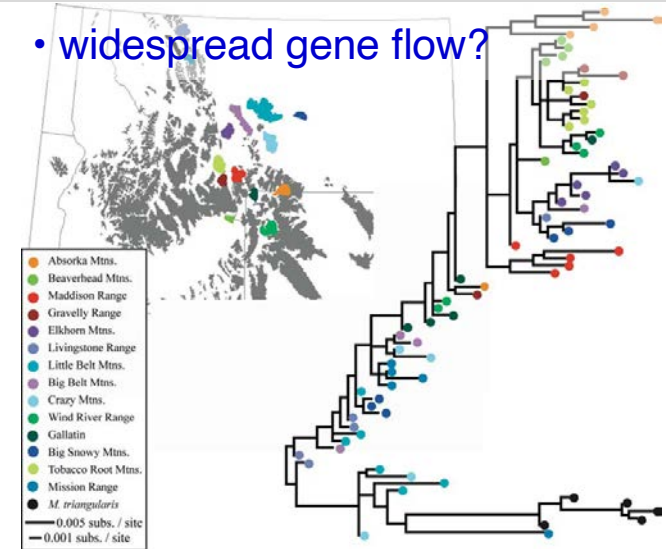 • widespread gene flow?
Absorka Mtns.
Beaverhead Mtns.
Maddison Range
Gravelly Range
Elkhorn Mtns.
Livingstone Range
Little Belt Mtns.
Big Belt Mtns.
Crazy Mtns.
Wind River Range
Gallatin
Big Snowy Mtns.
Tobacco Root Mtns.
Mission Range
M. triangularis
0.005 subs. / site
0.001 subs. / site